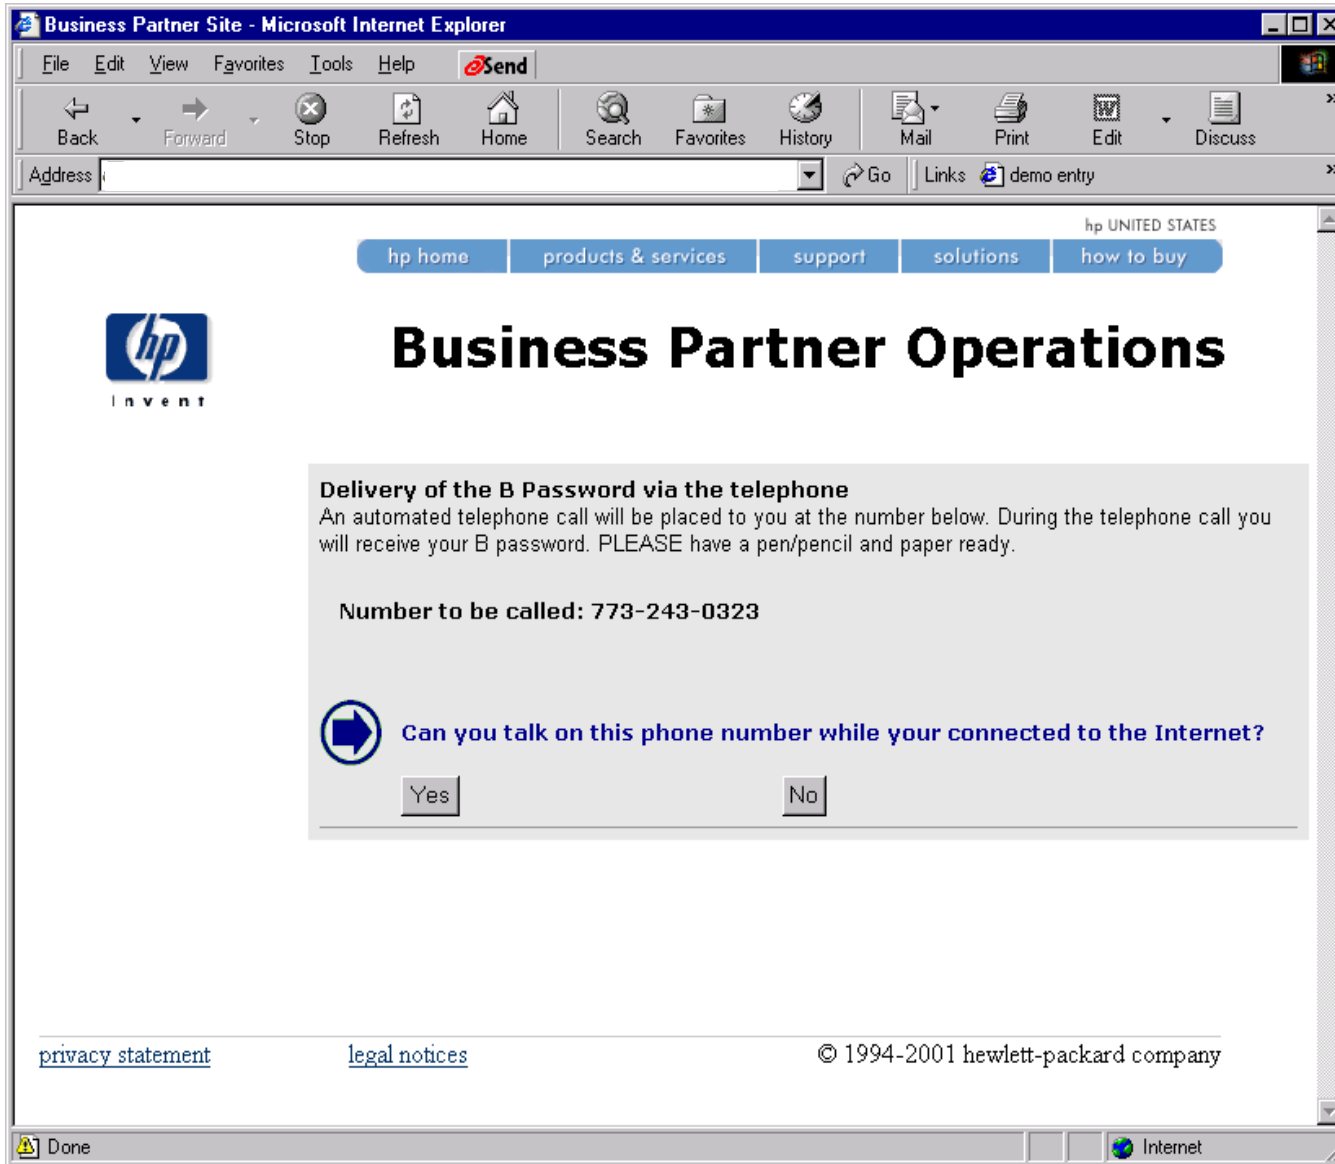 Business Partner Site - Microsoft Internet Explorer
File Edit View Favorites Tools Help eSend
Back Forward Stop Refresh Home Search Favorites History Mail Print Edit Discuss »
Address Go Links demo entry »
hp UNITED STATES
hp home products & services support solutions how to buy
hp
invent
Business Partner Operations
Delivery of the B Password via the telephone
An automated telephone call will be placed to you at the number below. During the telephone call you
will receive your B password. PLEASE have a pen/pencil and paper ready.
Number to be called: 773-243-0323
Can you talk on this phone number while your connected to the Internet?
Yes No
privacy statement legal notices © 1994-2001 hewlett-packard company
Done Internet